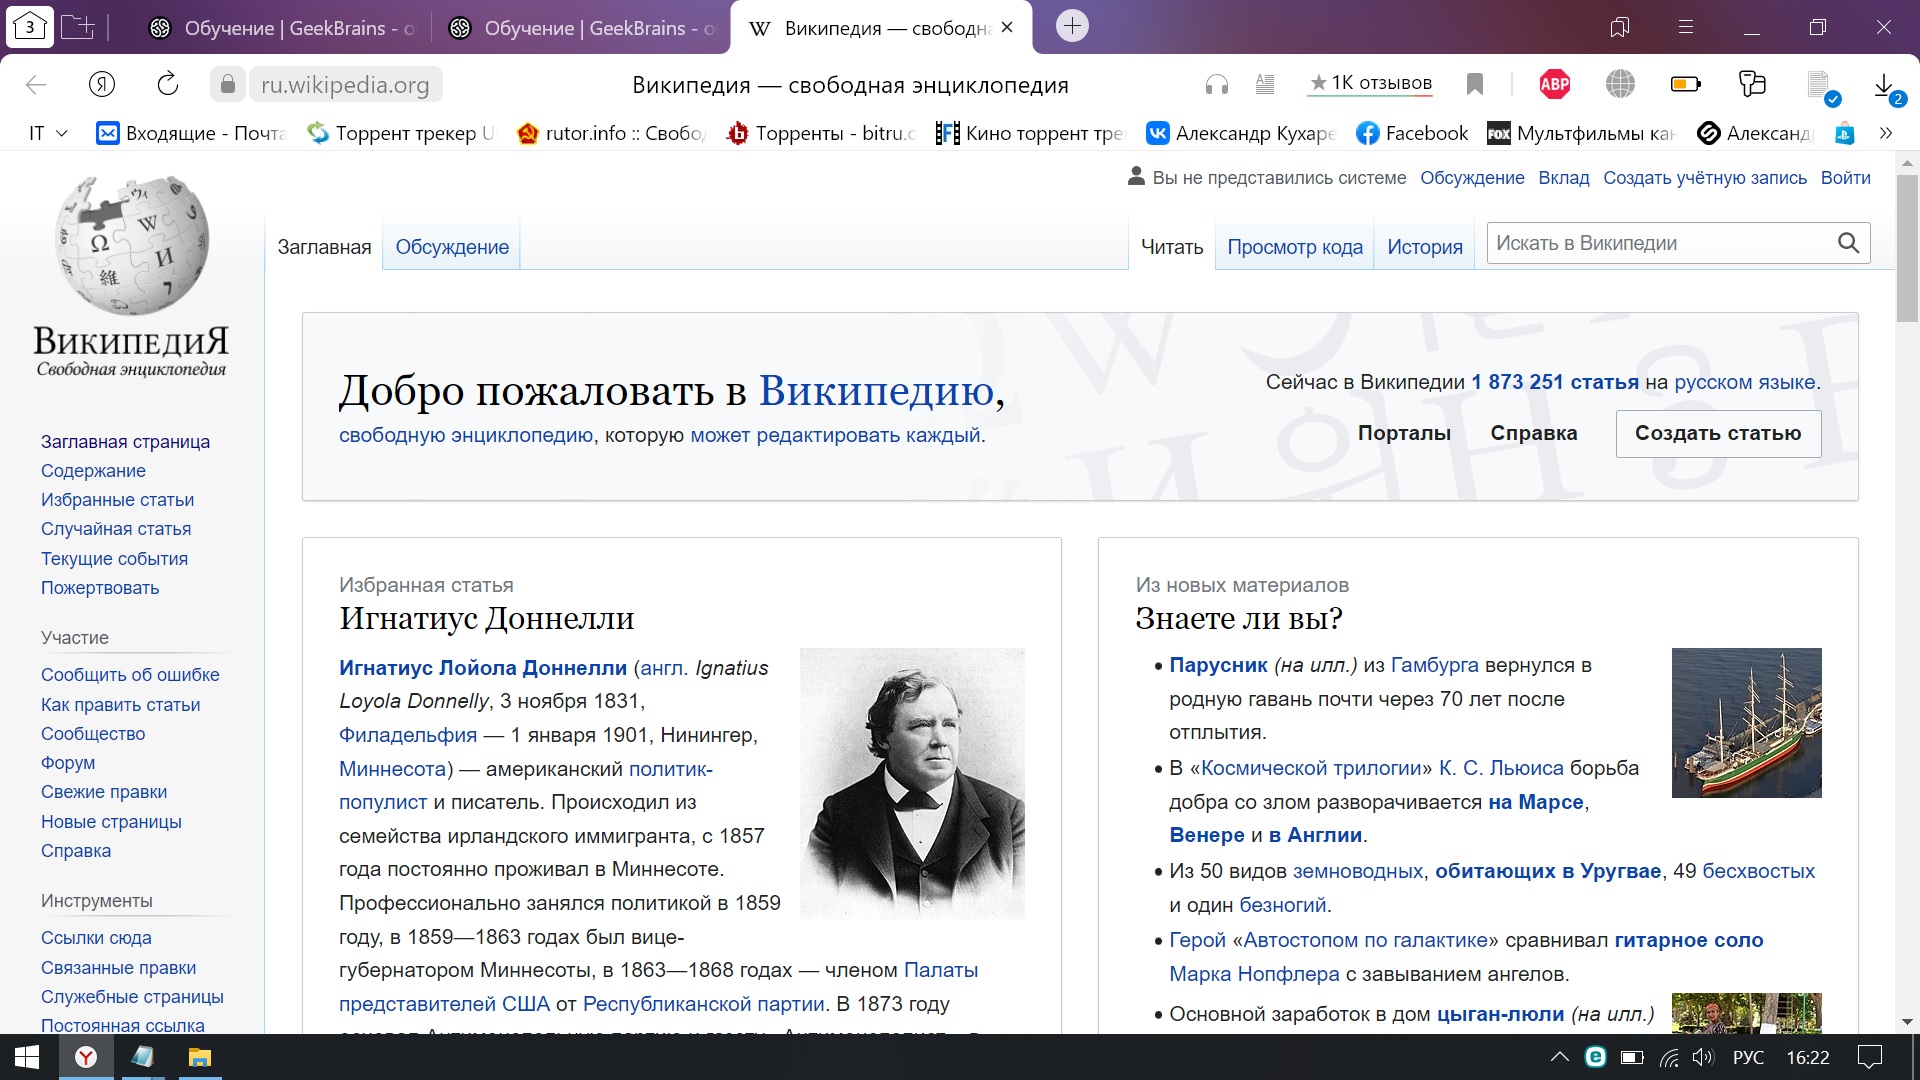 3
Обучение | GeekBrains - о
Обучение | GeekBrains - о
Википедия — свободна
ru.wikipedia.org
Википедия — свободная энциклопедия
1К отзывов
ABP
2
IT
Входящие - Почта
Торрент трекер U
rutor.info :: Свобо
Торренты - bitru.o
Кино торрент тре
Александр Кухаре
Facebook
FOX
Мультфильмы кан
Александ
Вы не представились системе
Обсуждение
Вклад
Создать учётную запись
Войти
ВикипедиЯ
Свободная энциклопедия
Заглавная
Обсуждение
Читать
Просмотр кода
История
Искать в Википедии
Заглавная страница
Содержание
Избранные статьи
Случайная статья
Текущие события
Пожертвовать
Участие
Сообщить об ошибке
Как править статьи
Сообщество
Форум
Свежие правки
Новые страницы
Справка
Инструменты
Ссылки сюда
Связанные правки
Служебные страницы
Постоянная ссылка
Добро пожаловать в Википедию,
свободную энциклопедию, которую может редактировать каждый.
Сейчас в Википедии 1 873 251 статья на русском языке.
Порталы
Справка
Создать статью
Избранная статья
Игнатиус Доннелли
Игнатиус Лойола Доннелли (англ. Ignatius
Loyola Donnelly, 3 ноября 1831,
Филадельфия — 1 января 1901, Нинингер,
Миннесота) — американский политик-
популист и писатель. Происходил из
семейства ирландского иммигранта, с 1857
года постоянно проживал в Миннесоте.
Профессионально занялся политикой в 1859
году, в 1859—1863 годах был вице-
губернатором Миннесоты, в 1863—1868 годах — членом Палаты
представителей США от Республиканской партии. В 1873 году
Из новых материалов
Знаете ли вы?
Парусник (на илл.) из Гамбурга вернулся в
родную гавань почти через 70 лет после
отплытия.
В «Космической трилогии» К. С. Льюиса борьба
добра со злом разворачивается на Марсе,
Венере и в Англии.
Из 50 видов земноводных, обитающих в Уругвае, 49 бесхвостых
и один безногий.
Герой «Автостопом по галактике» сравнивал гитарное соло
Марка Нопфлера с завыванием ангелов.
Основной заработок в дом цыган-люли (на илл.)
РУС
16:22